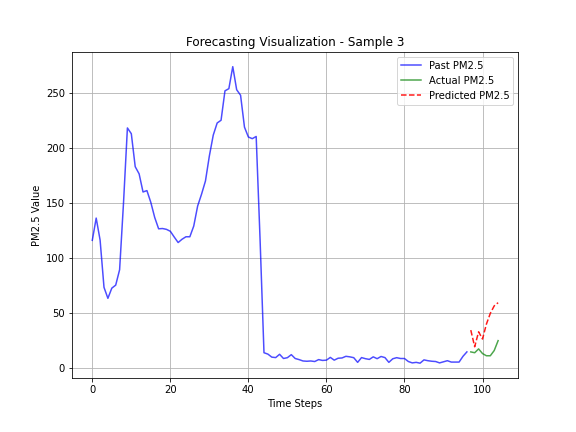 Forecasting Visualization - Sample 3
Past PM2.5
Actual PM2.5
Predicted PM2.5
PM2.5 Value
250
200
150
100
50
0
0 20 40 60 80 100
Time Steps